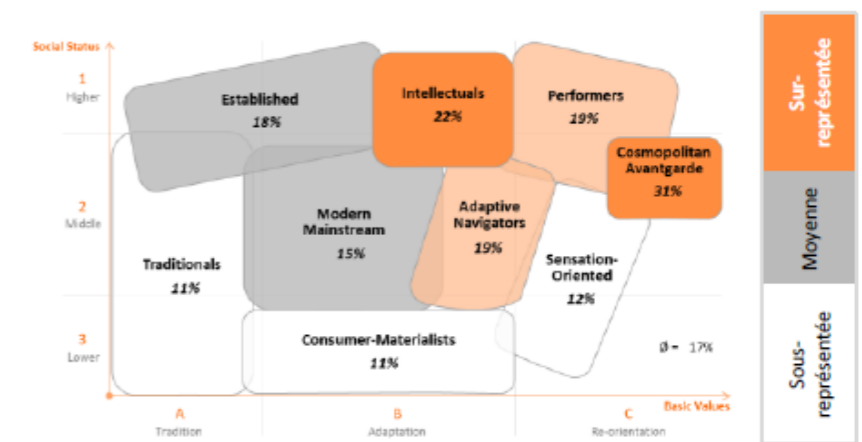 Social Status
1
Higher
Established
18%
Intellectuals
22%
Performers
19%
Cosmopolitan
Avantgarde
31%
2
Middle
Modern
Mainstream
15%
Adaptive
Navigators
19%
Traditionals
11%
Sensation-
Oriented
12%
3
Lower
Consumer-Materialists
11%
Ø = 17%
Basic Values
A
Tradition
B
Adaptation
C
Re-orientation
Sur-
représentée
Moyenne
Sous-
représentée